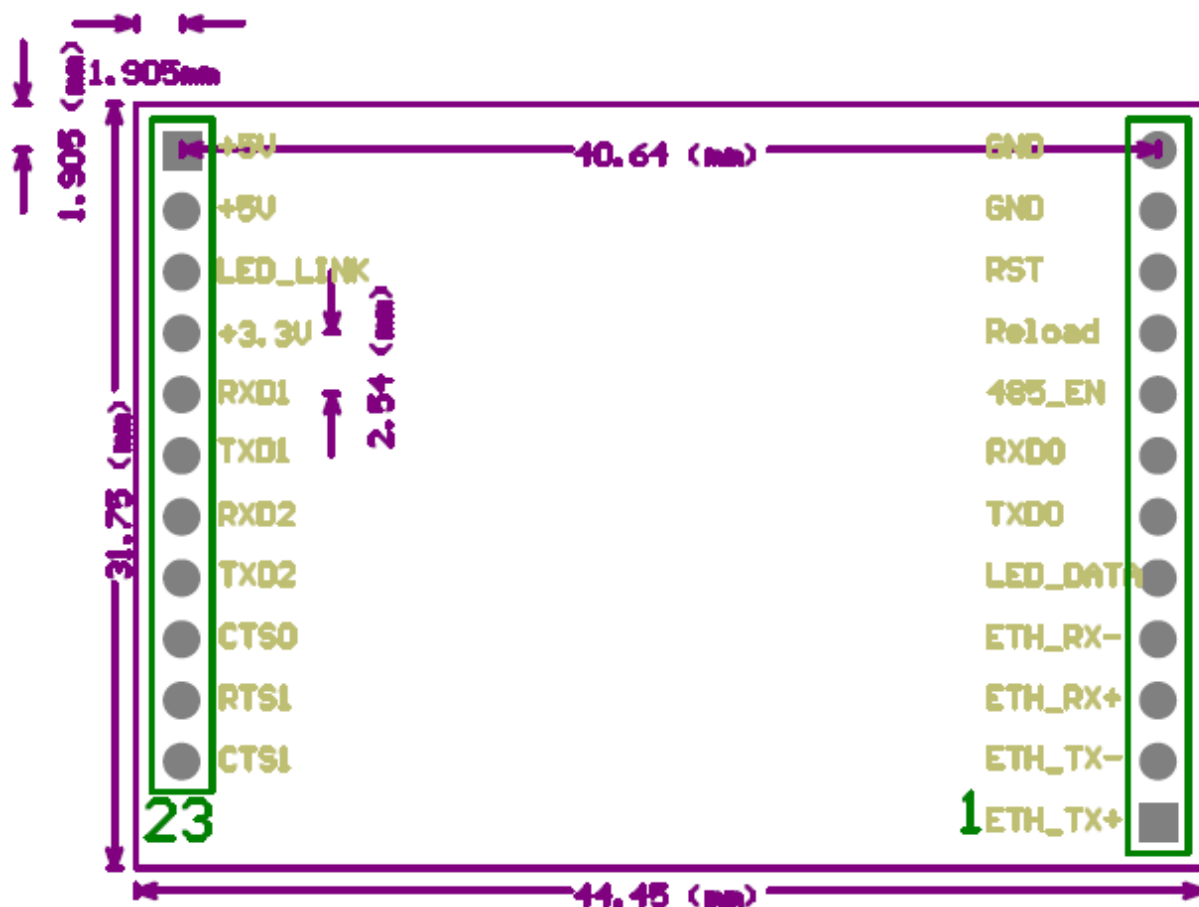 1.905mm
1.905 (mm)
+5V
40.64 (mm)
GND
+5V
GND
LED_LINK
RST
+3.3V
2.54 (mm)
Reload
RXD1
485_EN
TXD1
RXD0
31.75 (mm)
RXD2
TXD0
TXD2
LED_DATA
CTS0
ETH_RX-
RTS1
ETH_RX+
CTS1
ETH_TX-
23
1
ETH_TX+
44.45 (mm)